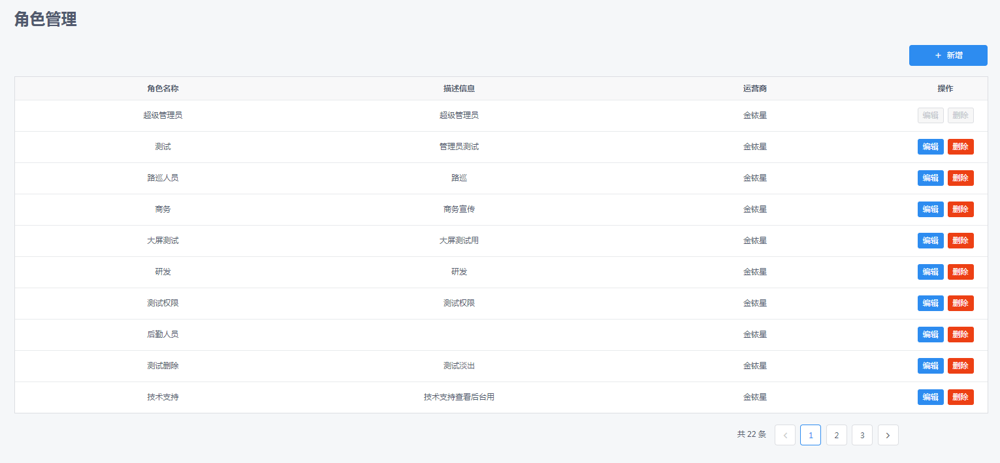 角色管理
+ 新增
角色名称 描述信息 运营商 操作
超级管理员 超级管理员 金铱星 编辑 删除
测试 管理员测试 金铱星 编辑 删除
路巡人员 路巡 金铱星 编辑 删除
商务 商务宣传 金铱星 编辑 删除
大屏测试 大屏测试用 金铱星 编辑 删除
研发 研发 金铱星 编辑 删除
测试权限 测试权限 金铱星 编辑 删除
后勤人员 金铱星 编辑 删除
测试删除 测试淡出 金铱星 编辑 删除
技术支持 技术支持查看后台用 金铱星 编辑 删除
共 22 条 < 1 2 3 >